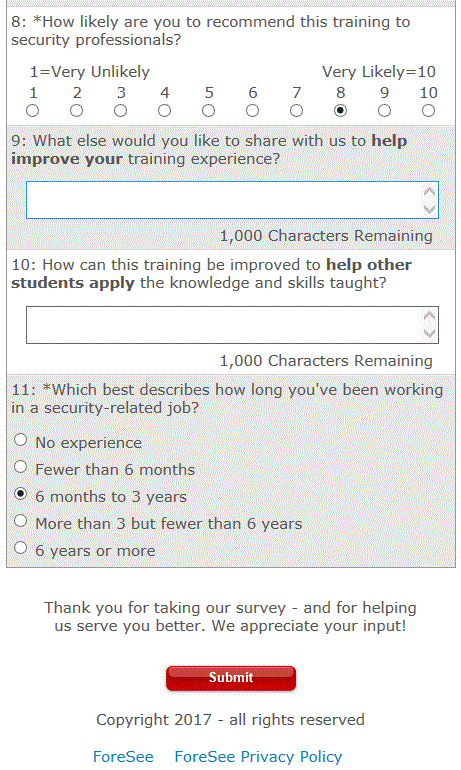 8: *How likely are you to recommend this training to
security professionals?
1=Very Unlikely Very Likely=10
1 2 3 4 5 6 7 8 9 10
9: What else would you like to share with us to help
improve your training experience?
1,000 Characters Remaining
10: How can this training be improved to help other
students apply the knowledge and skills taught?
1,000 Characters Remaining
11: *Which best describes how long you've been working
in a security-related job?
No experience
Fewer than 6 months
6 months to 3 years
More than 3 but fewer than 6 years
6 years or more
Thank you for taking our survey - and for helping
us serve you better. We appreciate your input!
Submit
Copyright 2017 - all rights reserved
ForeSee ForeSee Privacy Policy